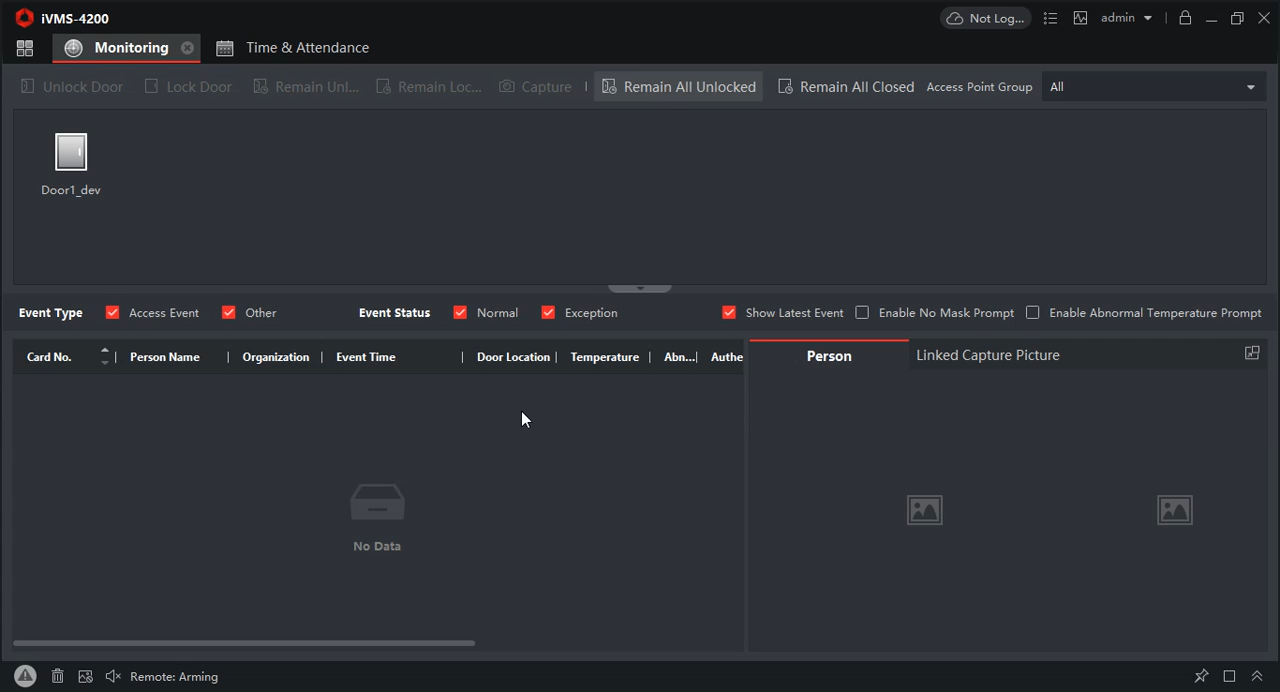 iVMS-4200
Not Log...
admin
Monitoring
Time & Attendance
Unlock Door
Lock Door
Remain Unl...
Remain Loc...
Capture
Remain All Unlocked
Remain All Closed
Access Point Group
All
Door1_dev
Event Type
Access Event
Other
Event Status
Normal
Exception
Show Latest Event
Enable No Mask Prompt
Enable Abnormal Temperature Prompt
Card No.
Person Name
Organization
Event Time
Door Location
Temperature
Abn...
Authe
Person
Linked Capture Picture
No Data
Remote: Arming